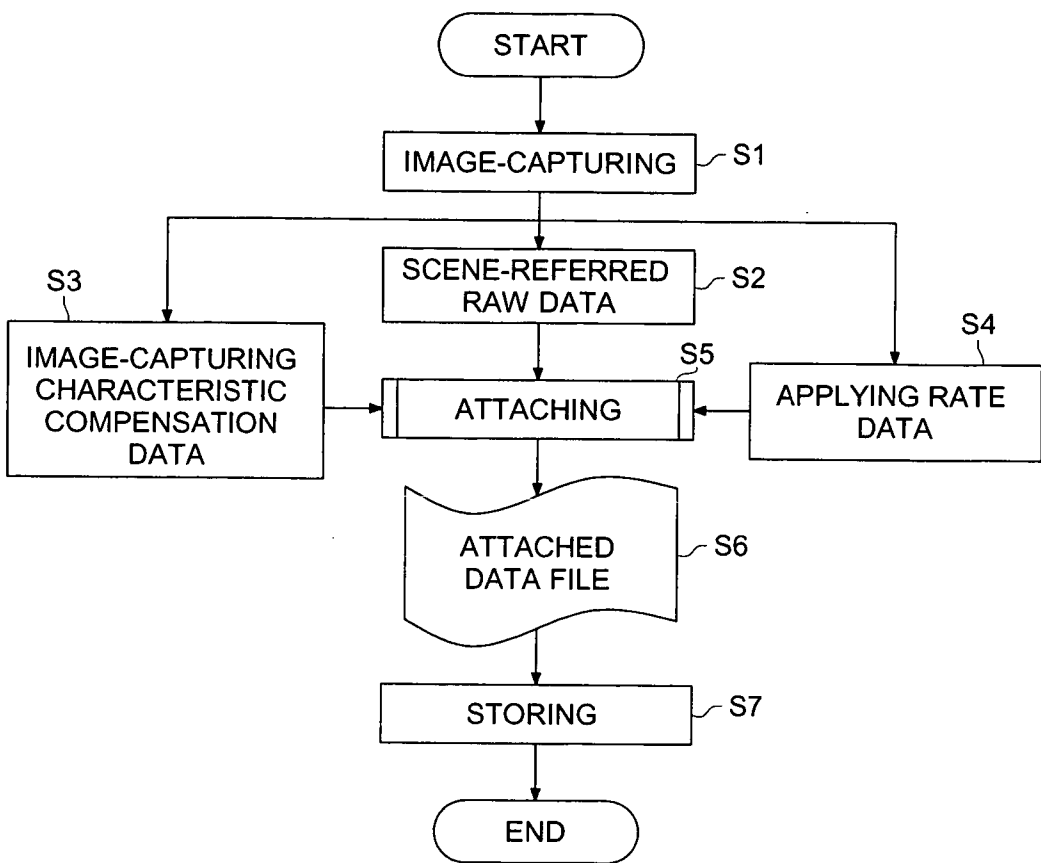 START
IMAGE-CAPTURING
S1
SCENE-REFERRED
RAW DATA
S2
S3
IMAGE-CAPTURING
CHARACTERISTIC
COMPENSATION
DATA
S4
APPLYING RATE
DATA
S5
ATTACHING
ATTACHED
DATA FILE
S6
STORING
S7
END